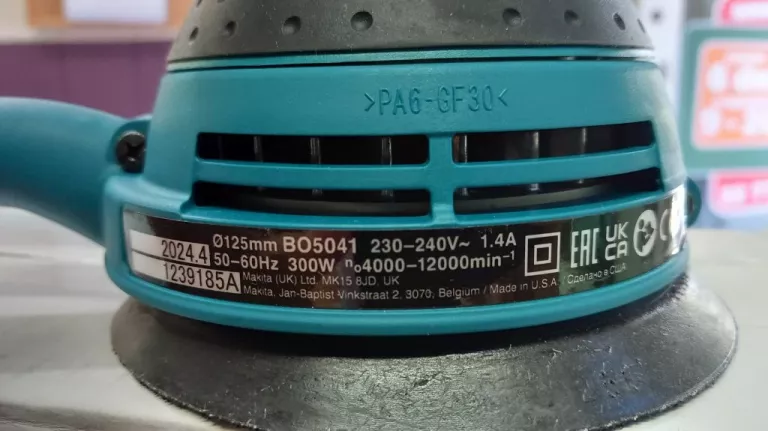 >PA6-GF30<
2024.4 Ø125mm BO5041 230-240V~ 1.4A
1239185A 50-60Hz 300W n₀4000-12000min⁻¹
Makita (UK) Ltd. MK15 8JD, UK
Makita, Jan-Baptist Vinkstraat 2, 3070, Belgium / Made in U.S.A.
EAC UK CA C
Сделано в США